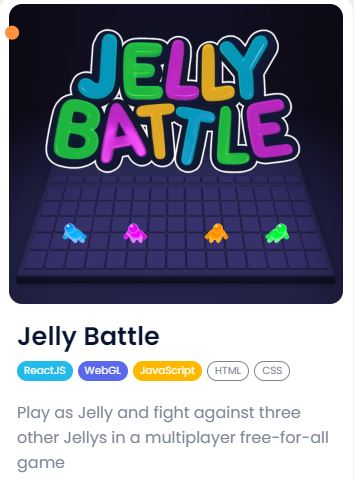 JELLY
BATTLE
Jelly Battle
ReactJS WebGL JavaScript HTML CSS
Play as Jelly and fight against three
other Jellys in a multiplayer free-for-all
game